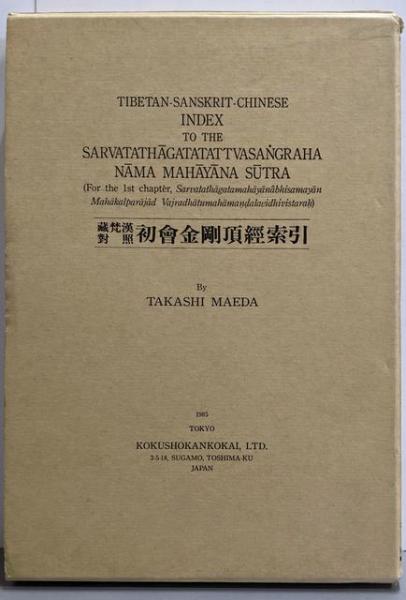 TIBETAN-SANSKRIT-CHINESE
INDEX
TO THE
SARVATATHĀGATATATTVASAṄGRAHA
NĀMA MAHĀYĀNA SŪTRA
(For the 1st chaptėr, Sarvatathāgatamahāyānâbhisamayān
Mahākalparājād Vajradhātumahāmaṇḍalavidhivistaraḥ)
藏梵漢對照 初會金剛頂經索引
By
TAKASHI MAEDA
1985
TOKYO
KOKUSHOKANKOKAI, LTD.
3-5-18, SUGAMO, TOSHIMA-KU
JAPAN